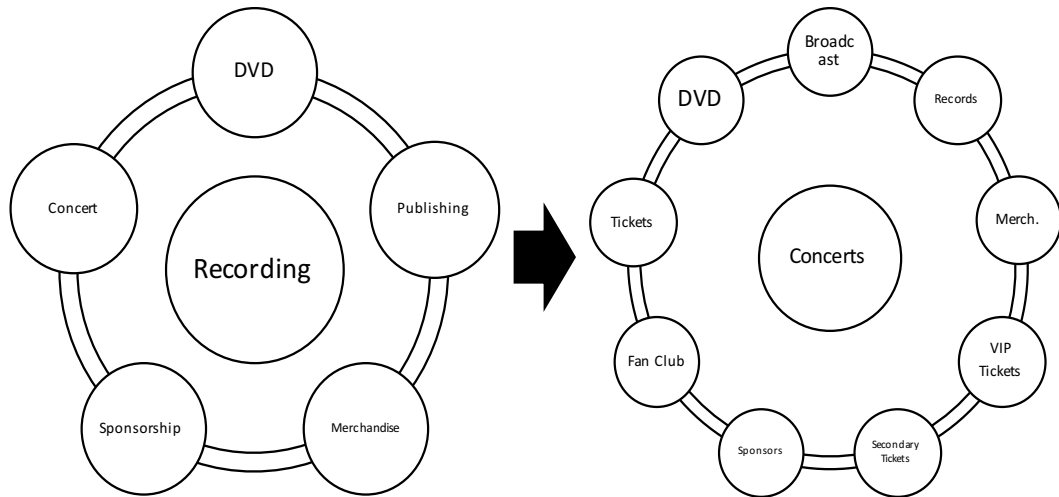 DVD
Concert
Publishing
Recording
Sponsorship
Merchandise
Broadc
ast
DVD
Records
Tickets
Merch.
Concerts
Fan Club
VIP
Tickets
Sponsors
Secondary
Tickets